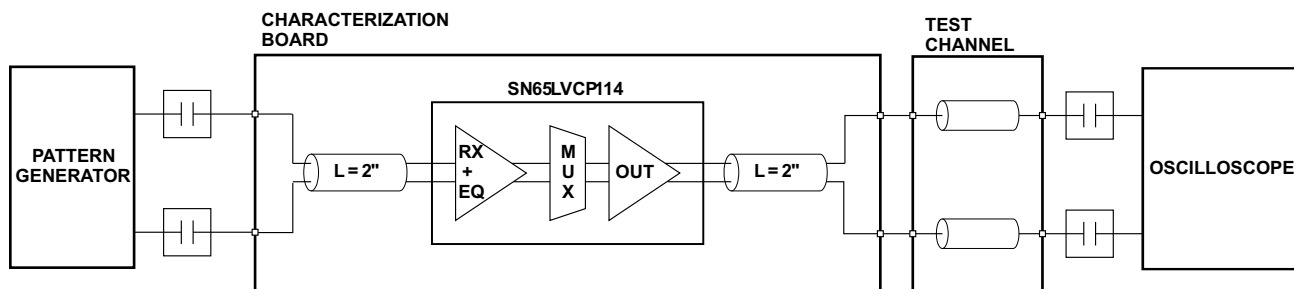 CHARACTERIZATION
BOARD
TEST
CHANNEL
SN65LVCP114
PATTERN
GENERATOR
L = 2"
RX
+
EQ
M
U
X
OUT
L = 2"
OSCILLOSCOPE